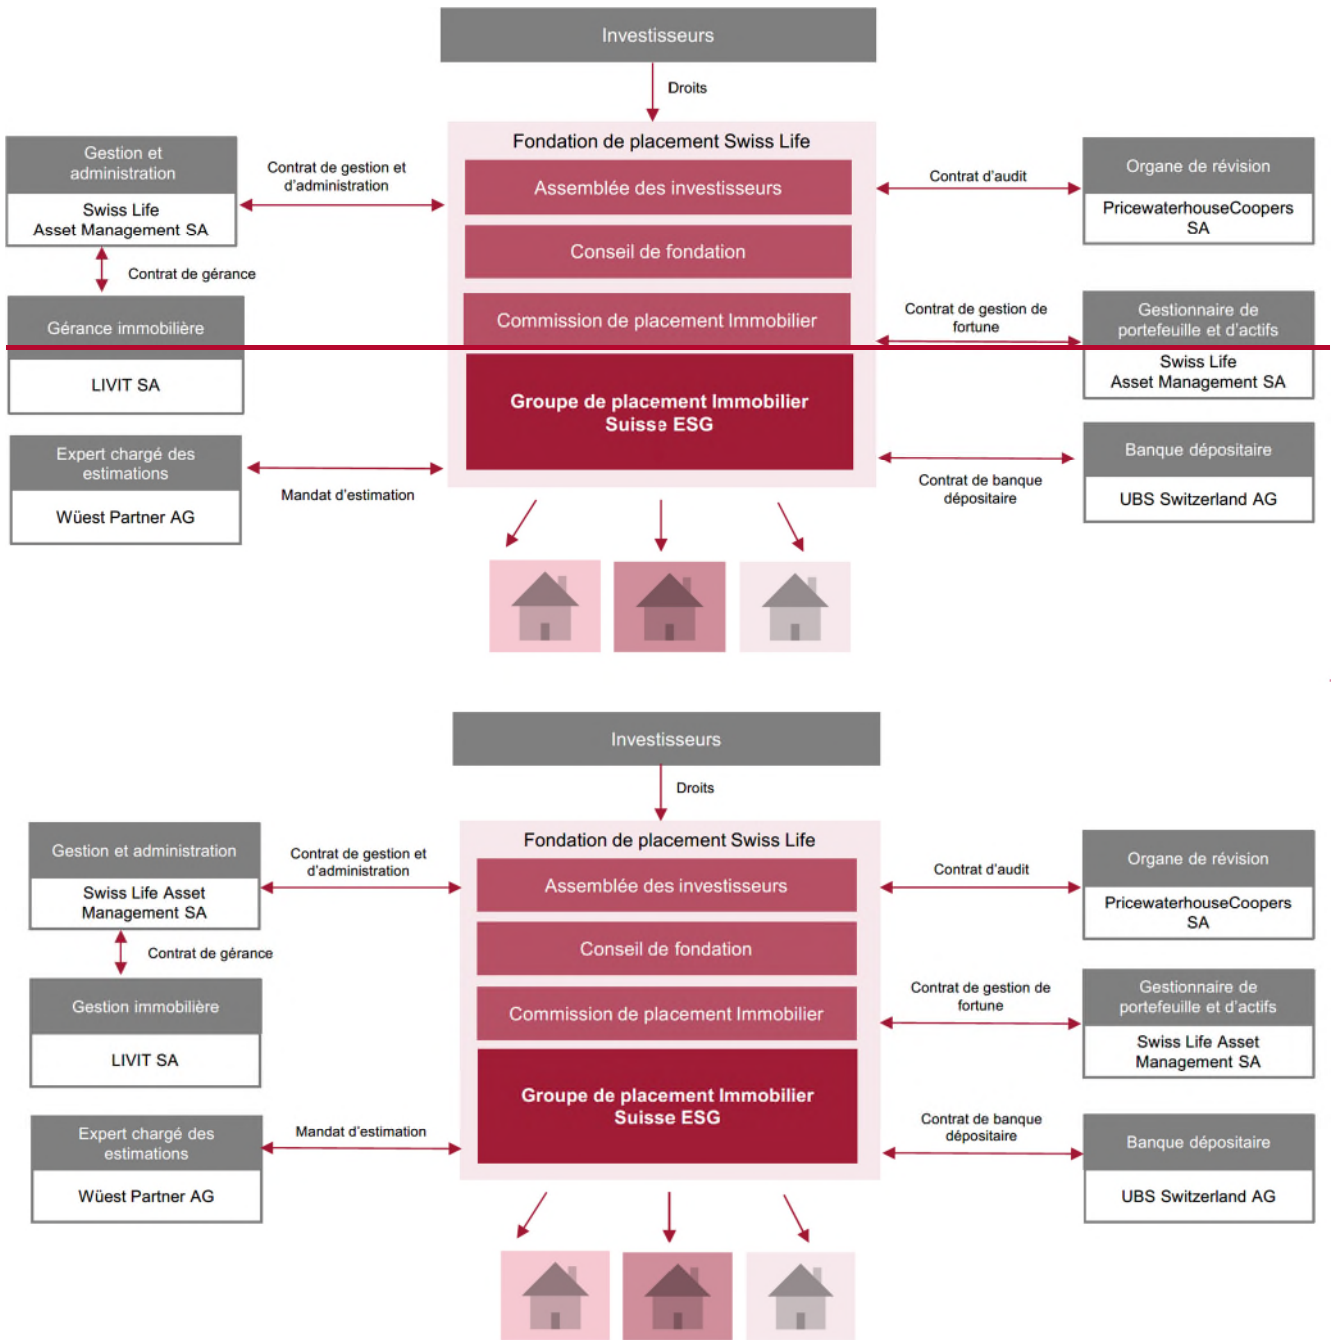 Investisseurs
Droits
Fondation de placement Swiss Life
Gestion et
administration
Swiss Life
Asset Management SA
Contrat de gestion et
d'administration
Assemblée des investisseurs
Contrat d'audit
Organe de révision
PricewaterhouseCoopers
SA
Conseil de fondation
Contrat de gérance
Gérance immobilière
LIVIT SA
Commission de placement Immobilier
Contrat de gestion de
fortune
Gestionnaire de
portefeuille et d'actifs
Swiss Life
Asset Management SA
Groupe de placement Immobilier
Suisse ESG
Expert chargé des
estimations
Wüest Partner AG
Mandat d'estimation
Contrat de banque
dépositaire
Banque dépositaire
UBS Switzerland AG
Investisseurs
Droits
Fondation de placement Swiss Life
Gestion et administration
Swiss Life Asset
Management SA
Contrat de gestion et
d'administration
Assemblée des investisseurs
Contrat d'audit
Organe de révision
PricewaterhouseCoopers
SA
Conseil de fondation
Contrat de gérance
Gestion immobilière
LIVIT SA
Commission de placement Immobilier
Contrat de gestion de
fortune
Gestionnaire de
portefeuille et d'actifs
Swiss Life Asset
Management SA
Groupe de placement Immobilier
Suisse ESG
Expert chargé des
estimations
Wüest Partner AG
Mandat d'estimation
Contrat de banque
dépositaire
Banque dépositaire
UBS Switzerland AG